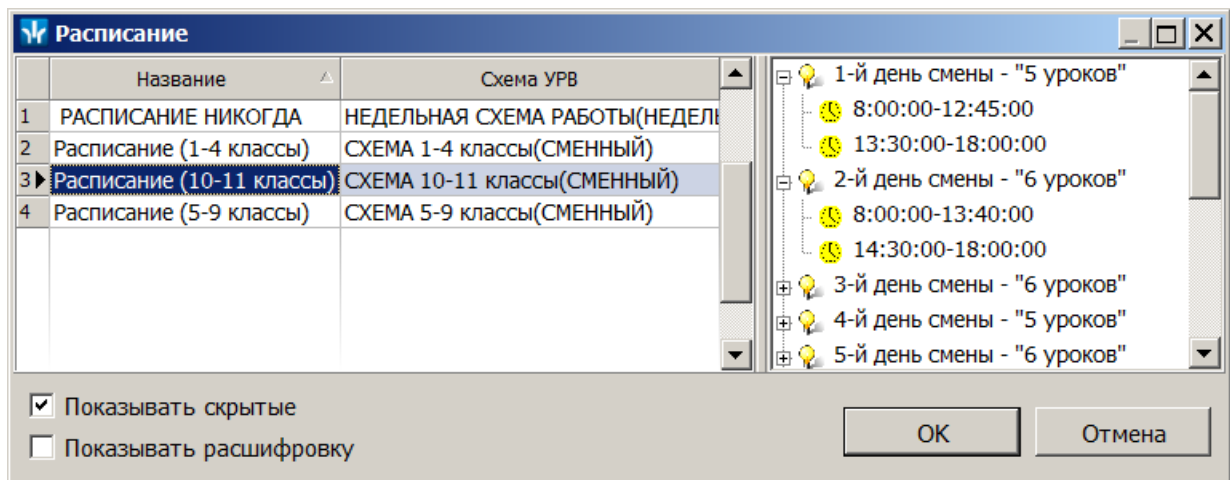 Расписание
Название Схема УРВ
1 РАСПИСАНИЕ НИКОГДА НЕДЕЛЬНАЯ СХЕМА РАБОТЫ(НЕДЕЛЬ
2 Расписание (1-4 классы) СХЕМА 1-4 классы(СМЕННЫЙ)
3 Расписание (10-11 классы) СХЕМА 10-11 классы(СМЕННЫЙ)
4 Расписание (5-9 классы) СХЕМА 5-9 классы(СМЕННЫЙ)
1-й день смены - "5 уроков"
8:00:00-12:45:00
13:30:00-18:00:00
2-й день смены - "6 уроков"
8:00:00-13:40:00
14:30:00-18:00:00
3-й день смены - "6 уроков"
4-й день смены - "5 уроков"
5-й день смены - "6 уроков"
Показывать скрытые
Показывать расшифровку
OK Отмена